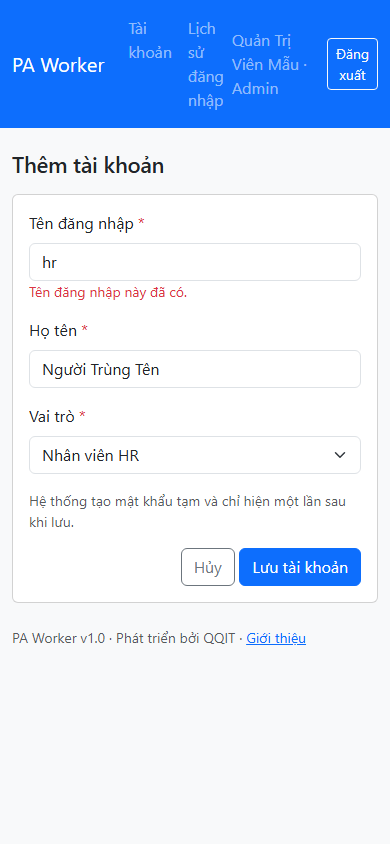 PA Worker
Tài
khoản
Lịch
sử
đăng
nhập
Quản Trị
Viên Mẫu ·
Admin
Đăng
xuất
Thêm tài khoản
Tên đăng nhập *
hr
Tên đăng nhập này đã có.
Họ tên *
Người Trùng Tên
Vai trò *
Nhân viên HR
Hệ thống tạo mật khẩu tạm và chỉ hiện một lần sau
khi lưu.
Hủy
Lưu tài khoản
PA Worker v1.0 · Phát triển bởi QQIT · Giới thiệu